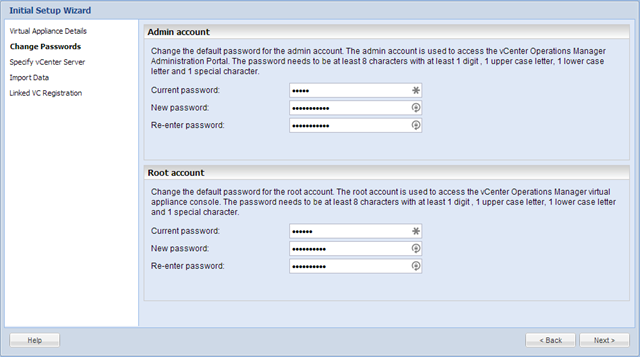 Initial Setup Wizard
Virtual Appliance Details
Change Passwords
Specify vCenter Server
Import Data
Linked VC Registration
Admin account
Change the default password for the admin account. The admin account is used to access the vCenter Operations Manager
Administration Portal. The password needs to be at least 8 characters with at least 1 digit , 1 upper case letter, 1 lower case
letter and 1 special character.
Current password: •••••
New password: •••••••••••
Re-enter password: •••••••••••
Root account
Change the default password for the root account. The root account is used to access the vCenter Operations Manager virtual
appliance console. The password needs to be at least 8 characters with at least 1 digit , 1 upper case letter, 1 lower case letter
and 1 special character.
Current password: ••••••
New password: ••••••••••
Re-enter password: ••••••••••
Help
< Back
Next >